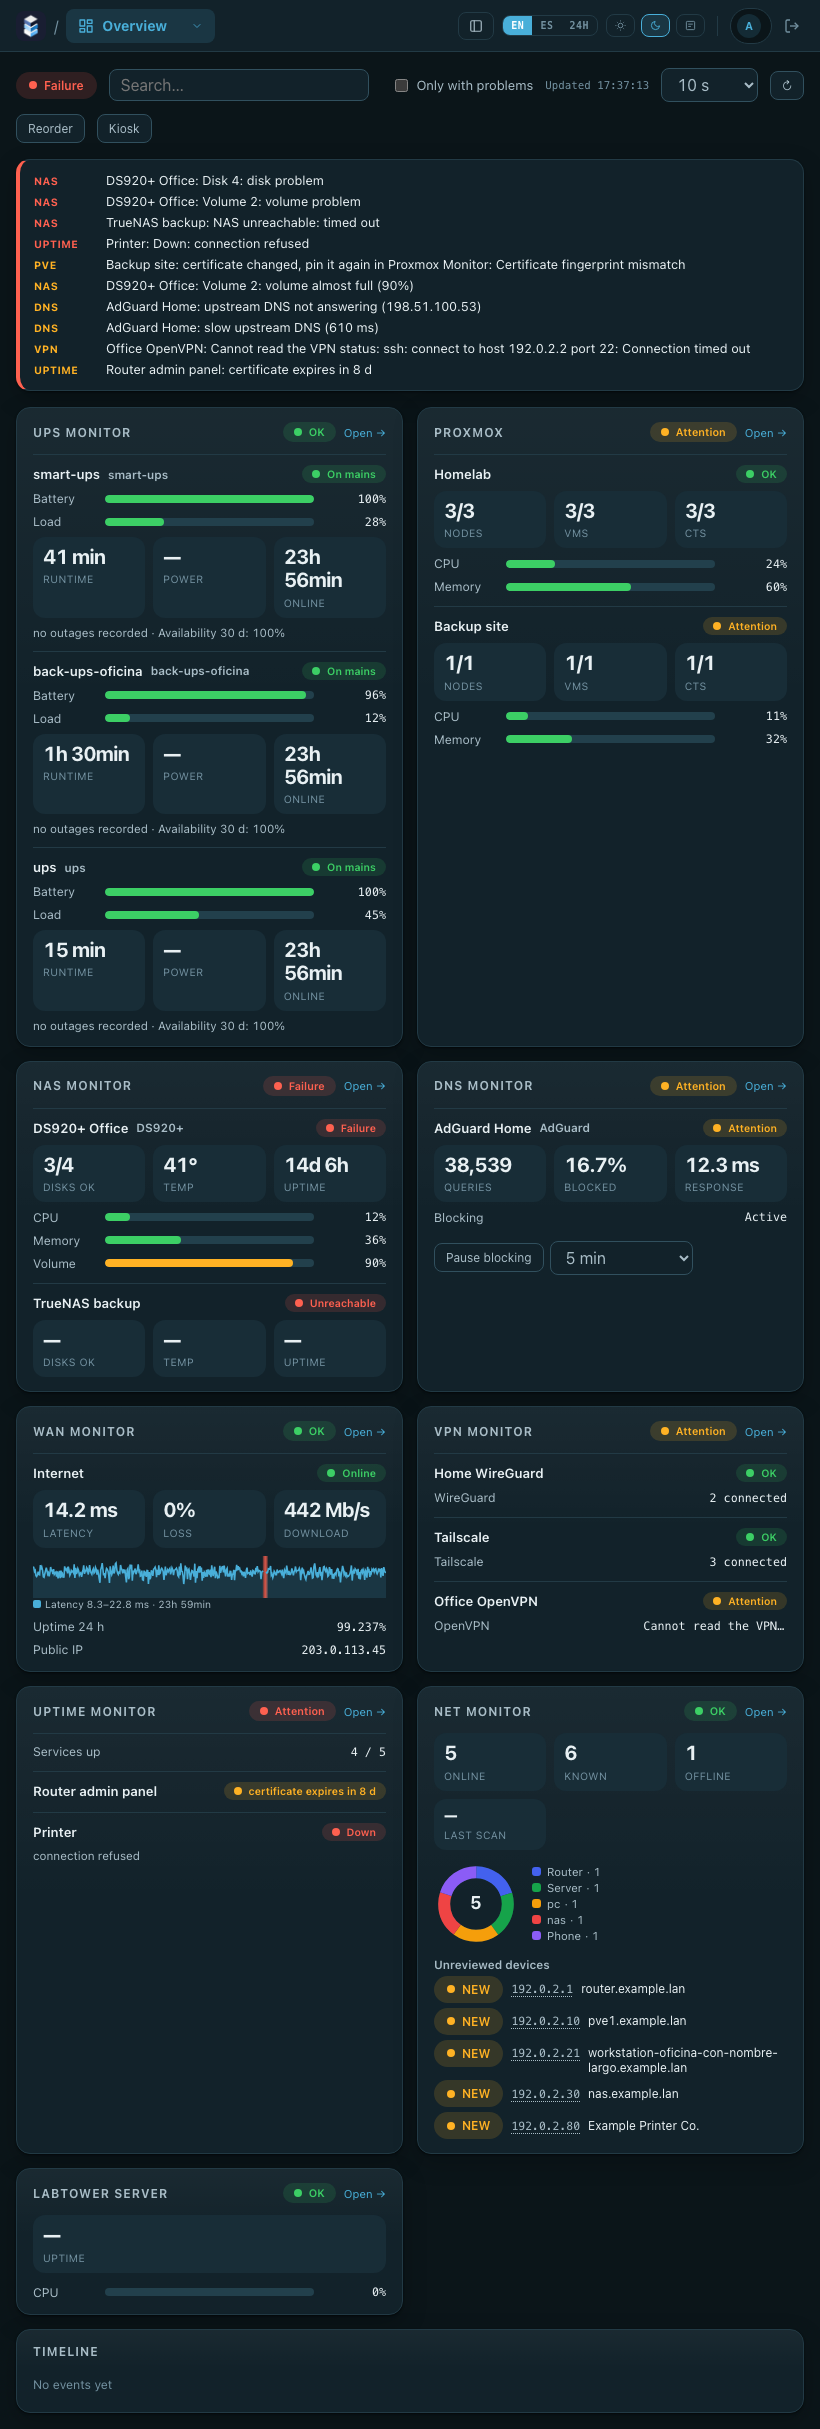 / Overview
EN ES 24H
A
Failure
Search...
Only with problems
Updated 17:37:13
10 s
Reorder
Kiosk
NAS DS920+ Office: Disk 4: disk problem
NAS DS920+ Office: Volume 2: volume problem
NAS TrueNAS backup: NAS unreachable: timed out
UPTIME Printer: Down: connection refused
PVE Backup site: certificate changed, pin it again in Proxmox Monitor: Certificate fingerprint mismatch
NAS DS920+ Office: Volume 2: volume almost full (90%)
DNS AdGuard Home: upstream DNS not answering (198.51.100.53)
DNS AdGuard Home: slow upstream DNS (610 ms)
VPN Office OpenVPN: Cannot read the VPN status: ssh: connect to host 192.0.2.2 port 22: Connection timed out
UPTIME Router admin panel: certificate expires in 8 d
UPS MONITOR OK Open →
smart-ups smart-ups On mains
Battery 100%
Load 28%
41 min — 23h
56min
RUNTIME POWER ONLINE
no outages recorded · Availability 30 d: 100%
back-ups-oficina back-ups-oficina On mains
Battery 96%
Load 12%
1h 30min — 23h
56min
RUNTIME POWER ONLINE
no outages recorded · Availability 30 d: 100%
ups ups On mains
Battery 100%
Load 45%
15 min — 23h
56min
RUNTIME POWER ONLINE
no outages recorded · Availability 30 d: 100%
PROXMOX Attention Open →
Homelab OK
3/3 3/3 3/3
NODES VMS CTS
CPU 24%
Memory 60%
Backup site Attention
1/1 1/1 1/1
NODES VMS CTS
CPU 11%
Memory 32%
NAS MONITOR Failure Open →
DS920+ Office DS920+ Failure
3/4 41° 14d 6h
DISKS OK TEMP UPTIME
CPU 12%
Memory 36%
Volume 90%
TrueNAS backup Unreachable
— — —
DISKS OK TEMP UPTIME
DNS MONITOR Attention Open →
AdGuard Home AdGuard Attention
38,539 16.7% 12.3 ms
QUERIES BLOCKED RESPONSE
Blocking Active
Pause blocking 5 min
WAN MONITOR OK Open →
Internet Online
14.2 ms 0% 442 Mb/s
LATENCY LOSS DOWNLOAD
Latency 8.3–22.8 ms · 23h 59min
Uptime 24 h 99.237%
Public IP 203.0.113.45
VPN MONITOR Attention Open →
Home WireGuard OK
WireGuard 2 connected
Tailscale OK
Tailscale 3 connected
Office OpenVPN Attention
OpenVPN Cannot read the VPN…
UPTIME MONITOR Attention Open →
Services up 4 / 5
Router admin panel certificate expires in 8 d
Printer Down
connection refused
NET MONITOR OK Open →
5 6 1
ONLINE KNOWN OFFLINE
—
LAST SCAN
5
Router · 1
Server · 1
pc · 1
nas · 1
Phone · 1
Unreviewed devices
NEW 192.0.2.1 router.example.lan
NEW 192.0.2.10 pve1.example.lan
NEW 192.0.2.21 workstation-oficina-con-nombre-
largo.example.lan
NEW 192.0.2.30 nas.example.lan
NEW 192.0.2.80 Example Printer Co.
LABTOWER SERVER OK Open →
—
UPTIME
CPU 0%
TIMELINE
No events yet